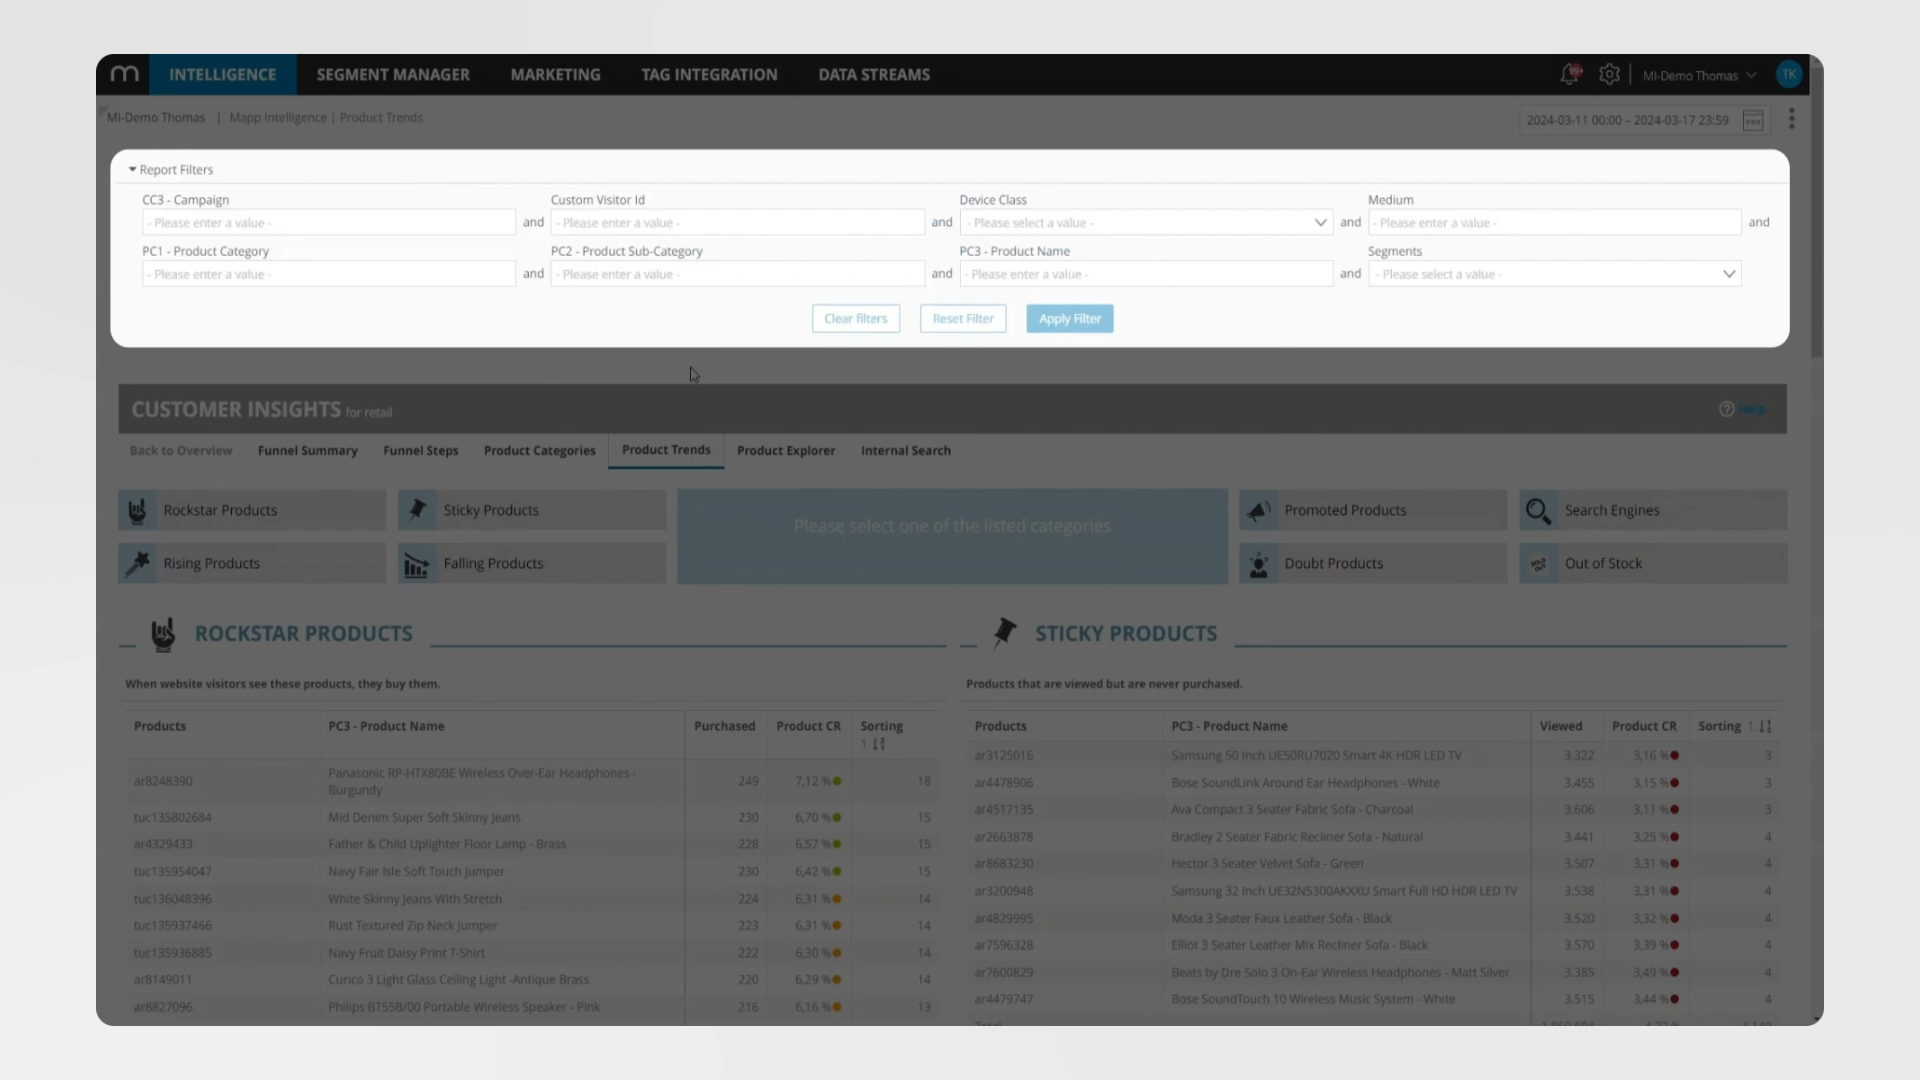 m INTELLIGENCE SEGMENT MANAGER MARKETING TAG INTEGRATION DATA STREAMS 99+ MI-Demo Thomas TK
MI-Demo Thomas | Mapp Intelligence | Product Trends 2024-03-11 00:00 – 2024-03-17 23:59
Report Filters
CC3 - Campaign Custom Visitor Id Device Class Medium
- Please enter a value - and - Please enter a value - and - Please select a value - and - Please enter a value - and
PC1 - Product Category PC2 - Product Sub-Category PC3 - Product Name Segments
- Please enter a value - and - Please enter a value - and - Please enter a value - and - Please select a value -
Clear filters Reset Filter Apply Filter
CUSTOMER INSIGHTS for retail Help
Back to Overview Funnel Summary Funnel Steps Product Categories Product Trends Product Explorer Internal Search
Rockstar Products Sticky Products Please select one of the listed categories Promoted Products Search Engines
Rising Products Falling Products Doubt Products SOLD OUT Out of Stock
ROCKSTAR PRODUCTS
When website visitors see these products, they buy them.
Products PC3 - Product Name Purchased Product CR Sorting 1.
ar8248390 Panasonic RP-HTX80BE Wireless Over-Ear Headphones - 249 7,12 % 18
Burgundy
tuc135802684 Mid Denim Super Soft Skinny Jeans 230 6,70 % 15
ar4329433 Father & Child Uplighter Floor Lamp - Brass 228 6,57 % 15
tuc135954047 Navy Fair Isle Soft Touch Jumper 230 6,42 % 15
tuc136048396 White Skinny Jeans With Stretch 224 6,31 % 14
tuc135937466 Rust Textured Zip Neck Jumper 223 6,31 % 14
tuc135936885 Navy Fruit Daisy Print T-Shirt 222 6,30 % 14
ar8149011 Curico 3 Light Glass Ceiling Light -Antique Brass 220 6,29 % 14
ar8827096 Philips BT55B/00 Portable Wireless Speaker - Pink 216 6,16 % 13
STICKY PRODUCTS
Products that are viewed but are never purchased.
Products PC3 - Product Name Viewed Product CR Sorting 1.
ar3125016 Samsung 50 Inch UE50RU7020 Smart 4K HDR LED TV 3.322 3,16 % 3
ar4478906 Bose SoundLink Around Ear Headphones - White 3.455 3,15 % 3
ar4517135 Ava Compact 3 Seater Fabric Sofa - Charcoal 3.606 3,11 % 3
ar2663878 Bradley 2 Seater Fabric Recliner Sofa - Natural 3.441 3,25 % 4
ar8683230 Hector 3 Seater Velvet Sofa - Green 3.507 3,31 % 4
ar3200948 Samsung 32 Inch UE32N5300AKXXU Smart Full HD HDR LED TV 3.538 3,31 % 4
ar4829995 Moda 3 Seater Faux Leather Sofa - Black 3.520 3,32 % 4
ar7596328 Elliot 3 Seater Leather Mix Recliner Sofa - Black 3.570 3,39 % 4
ar7600829 Beats by Dre Solo 3 On-Ear Wireless Headphones - Matt Silver 3.385 3,49 % 4
ar4479747 Bose SoundTouch 10 Wireless Music System - White 3.515 3,44 % 4